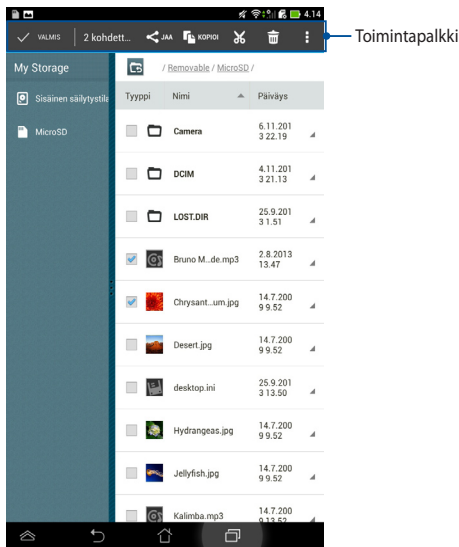 4.14
VALMIS 2 kohdett... JAA KOPIOI
Toimintapalkki
My Storage
/ Removable / MicroSD /
Sisäinen säilytystila
MicroSD
Tyyppi Nimi Päiväys
Camera 6.11.201
3 22.19
DCIM 4.11.201
3 21.13
LOST.DIR 25.9.201
3 1.51
Bruno M...de.mp3 2.8.2013
13.47
Chrysant...um.jpg 14.7.200
9 9.52
Desert.jpg 14.7.200
9 9.52
desktop.ini 25.9.201
3 13.50
Hydrangeas.jpg 14.7.200
9 9.52
Jellyfish.jpg 14.7.200
9 9.52
Kalimba.mp3 14.7.200
9 13.52